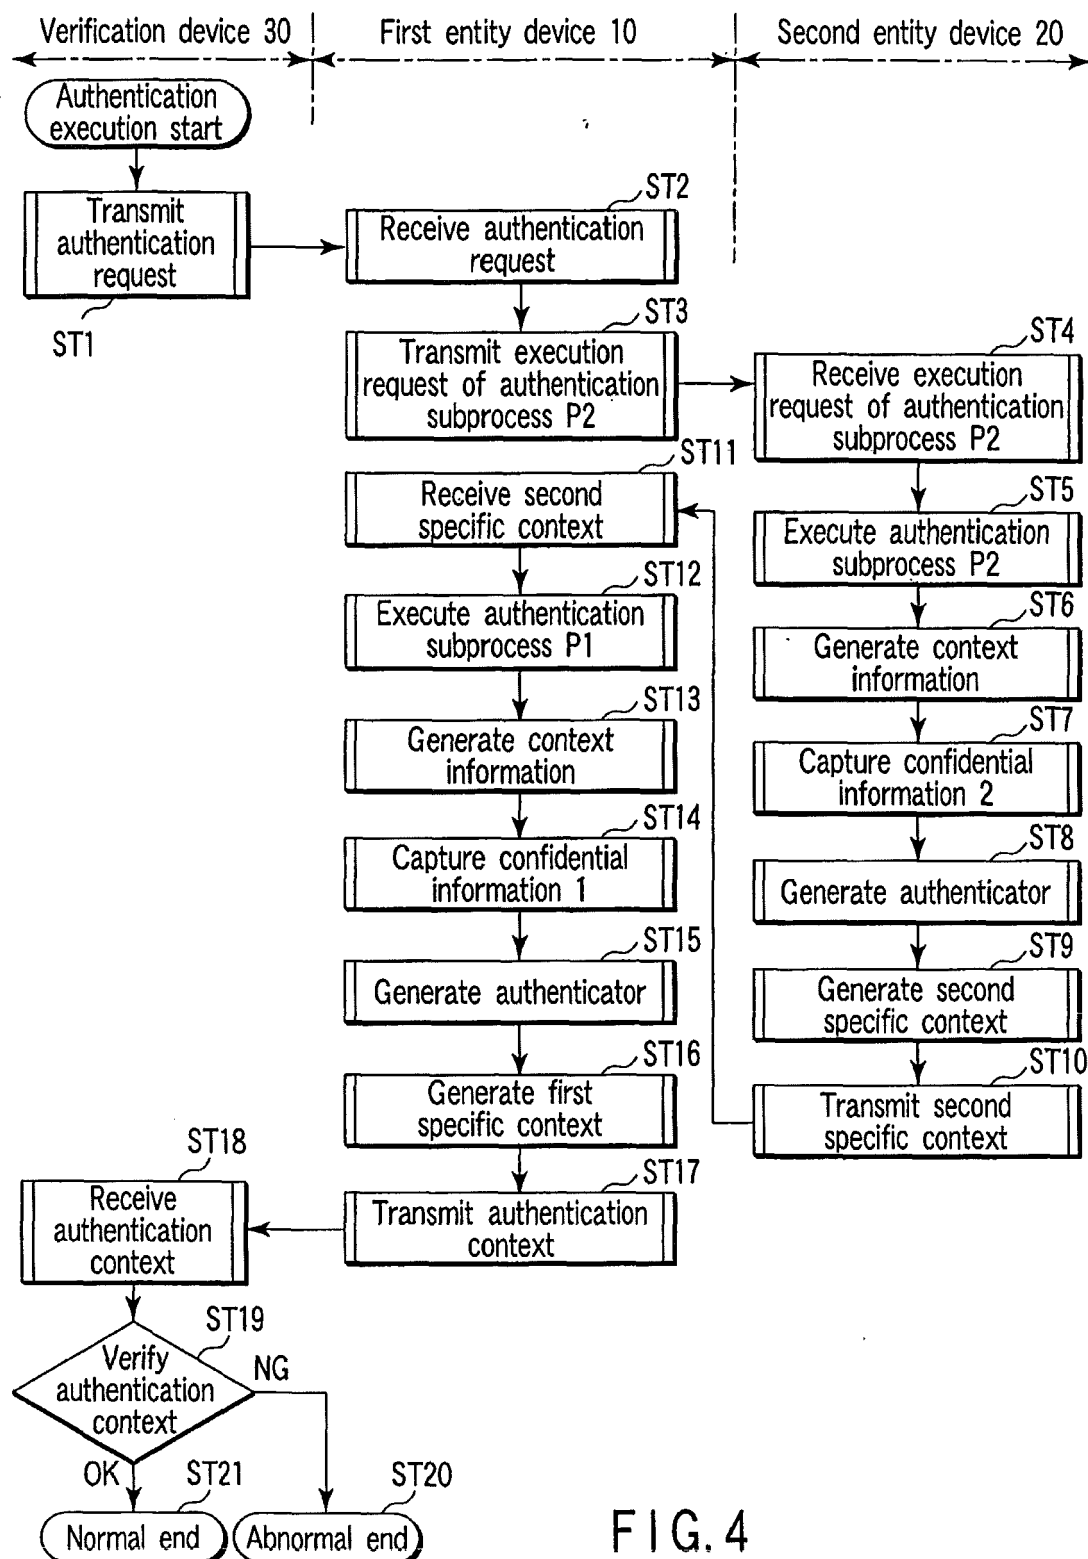 Verification device 30
First entity device 10
Second entity device 20
Authentication
execution start
Transmit
authentication
request
ST1
ST2
Receive authentication
request
ST3
Transmit execution
request of authentication
subprocess P2
ST4
Receive execution
request of authentication
subprocess P2
ST5
Execute authentication
subprocess P2
ST6
Generate context
information
ST7
Capture confidential
information 2
ST8
Generate authenticator
ST9
Generate second
specific context
ST10
Transmit second
specific context
ST11
Receive second
specific context
ST12
Execute authentication
subprocess P1
ST13
Generate context
information
ST14
Capture confidential
information 1
ST15
Generate authenticator
ST16
Generate first
specific context
ST17
Transmit authentication
context
ST18
Receive
authentication
context
ST19
Verify
authentication
context
NG
OK
ST21
Normal end
ST20
Abnormal end
FIG. 4